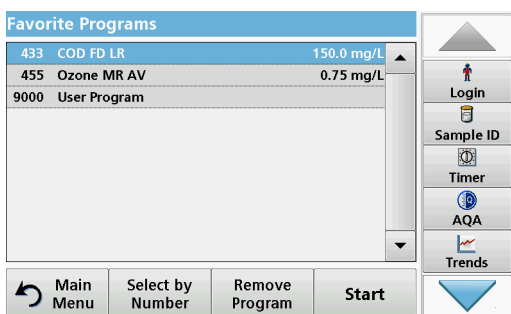 Favorite Programs
433 COD FD LR 150.0 mg/L
455 Ozone MR AV 0.75 mg/L
9000 User Program
Login
Sample ID
Timer
AQA
Trends
Main Menu
Select by Number
Remove Program
Start